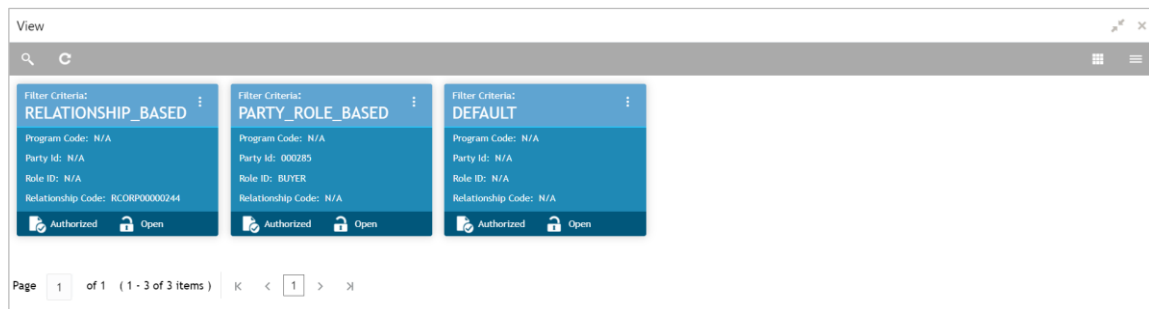 View
Filter Criteria:
RELATIONSHIP_BASED
Program Code: N/A
Party Id: N/A
Role ID: N/A
Relationship Code: RCORP00000244
Authorized Open
Filter Criteria:
PARTY_ROLE_BASED
Program Code: N/A
Party Id: 000285
Role ID: BUYER
Relationship Code: N/A
Authorized Open
Filter Criteria:
DEFAULT
Program Code: N/A
Party Id: N/A
Role ID: N/A
Relationship Code: N/A
Authorized Open
Page 1 of 1 ( 1 - 3 of 3 items ) 1